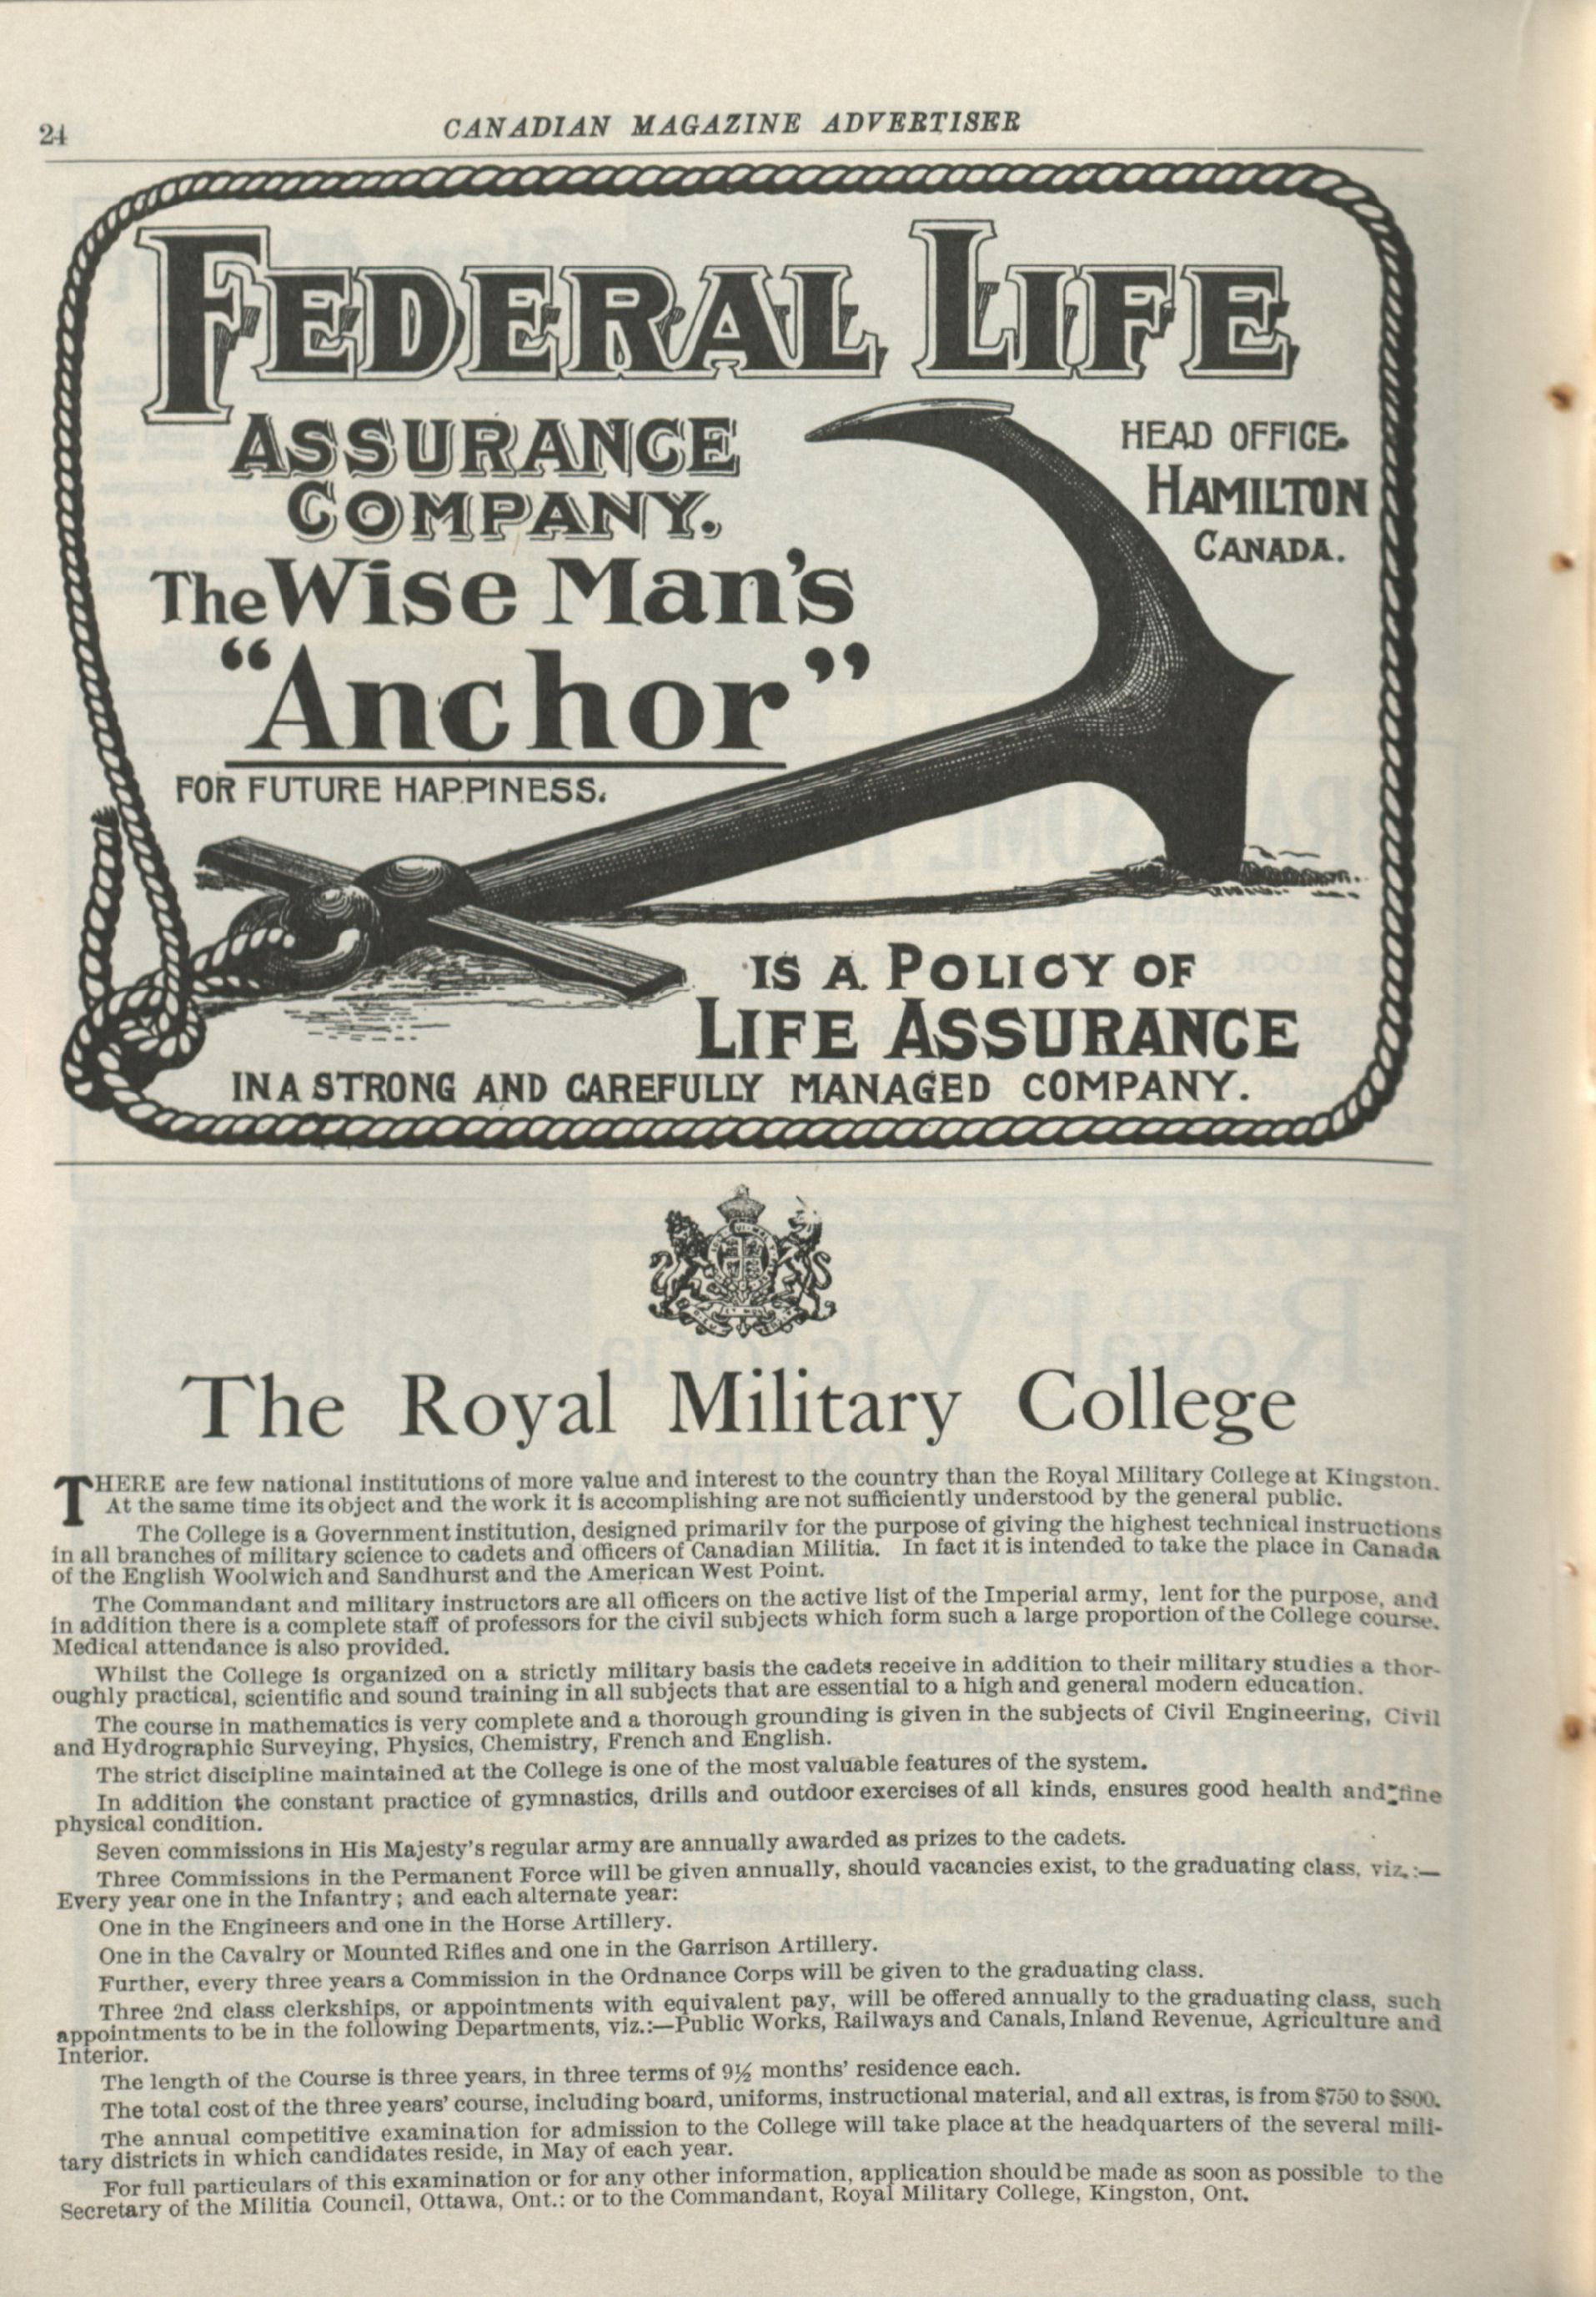 24
CANADIAN MAGAZINE ADVERTISER
FEDERAL LIFE
ASSURANCE
COMPANY.
HEAD OFFICE.
HAMILTON
CANADA.
The Wise Man's
"Anchor"
FOR FUTURE HAPPINESS.
IS A POLICY OF
LIFE ASSURANCE
IN A STRONG AND CAREFULLY MANAGED COMPANY.
The Royal Military College
THERE are few national institutions of more value and interest to the country than the Royal Military College at Kingston.
At the same time its object and the work it is accomplishing are not sufficiently understood by the general public.
The College is a Government institution, designed primarily for the purpose of giving the highest technical instructions
in all branches of military science to cadets and officers of Canadian Militia. In fact it is intended to take the place in Canada
of the English Woolwich and Sandhurst and the American West Point.
The Commandant and military instructors are all officers on the active list of the Imperial army, lent for the purpose, and
in addition there is a complete staff of professors for the civil subjects which form such a large proportion of the College course.
Medical attendance is also provided.
Whilst the College is organized on a strictly military basis the cadets receive in addition to their military studies a thor-
oughly practical, scientific and sound training in all subjects that are essential to a high and general modern education.
The course in mathematics is very complete and a thorough grounding is given in the subjects of Civil Engineering, Civil
and Hydrographic Surveying, Physics, Chemistry, French and English.
The strict discipline maintained at the College is one of the most valuable features of the system.
In addition the constant practice of gymnastics, drills and outdoor exercises of all kinds, ensures good health and fine
physical condition.
Seven commissions in His Majesty's regular army are annually awarded as prizes to the cadets.
Three Commissions in the Permanent Force will be given annually, should vacancies exist, to the graduating class, viz.:—
Every year one in the Infantry; and each alternate year:
One in the Engineers and one in the Horse Artillery.
One in the Cavalry or Mounted Rifles and one in the Garrison Artillery.
Further, every three years a Commission in the Ordnance Corps will be given to the graduating class.
Three 2nd class clerkships, or appointments with equivalent pay, will be offered annually to the graduating class, such
appointments to be in the following Departments, viz.:—Public Works, Railways and Canals, Inland Revenue, Agriculture and
Interior.
The length of the Course is three years, in three terms of 9½ months' residence each.
The total cost of the three years' course, including board, uniforms, instructional material, and all extras, is from $750 to $800.
The annual competitive examination for admission to the College will take place at the headquarters of the several mili-
tary districts in which candidates reside, in May of each year.
For full particulars of this examination or for any other information, application should be made as soon as possible to the
Secretary of the Militia Council, Ottawa, Ont.: or to the Commandant, Royal Military College, Kingston, Ont.